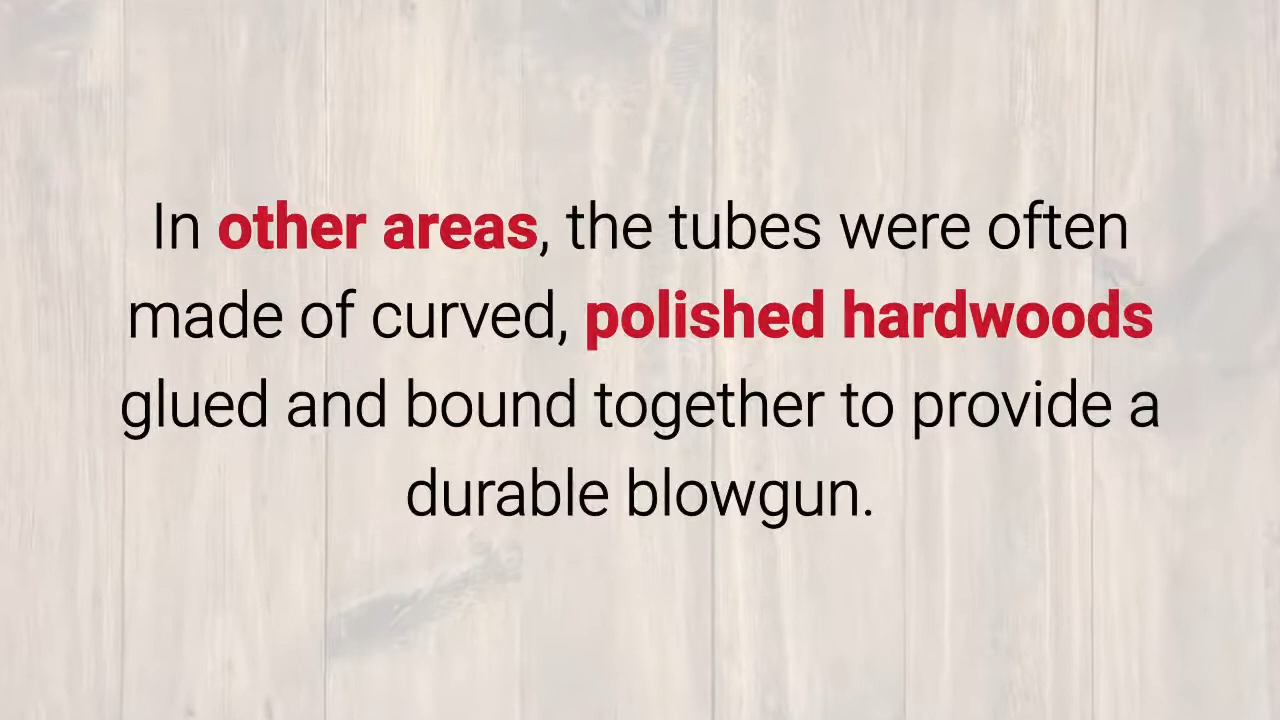 In other areas, the tubes were often
made of curved, polished hardwoods
glued and bound together to provide a
durable blowgun.